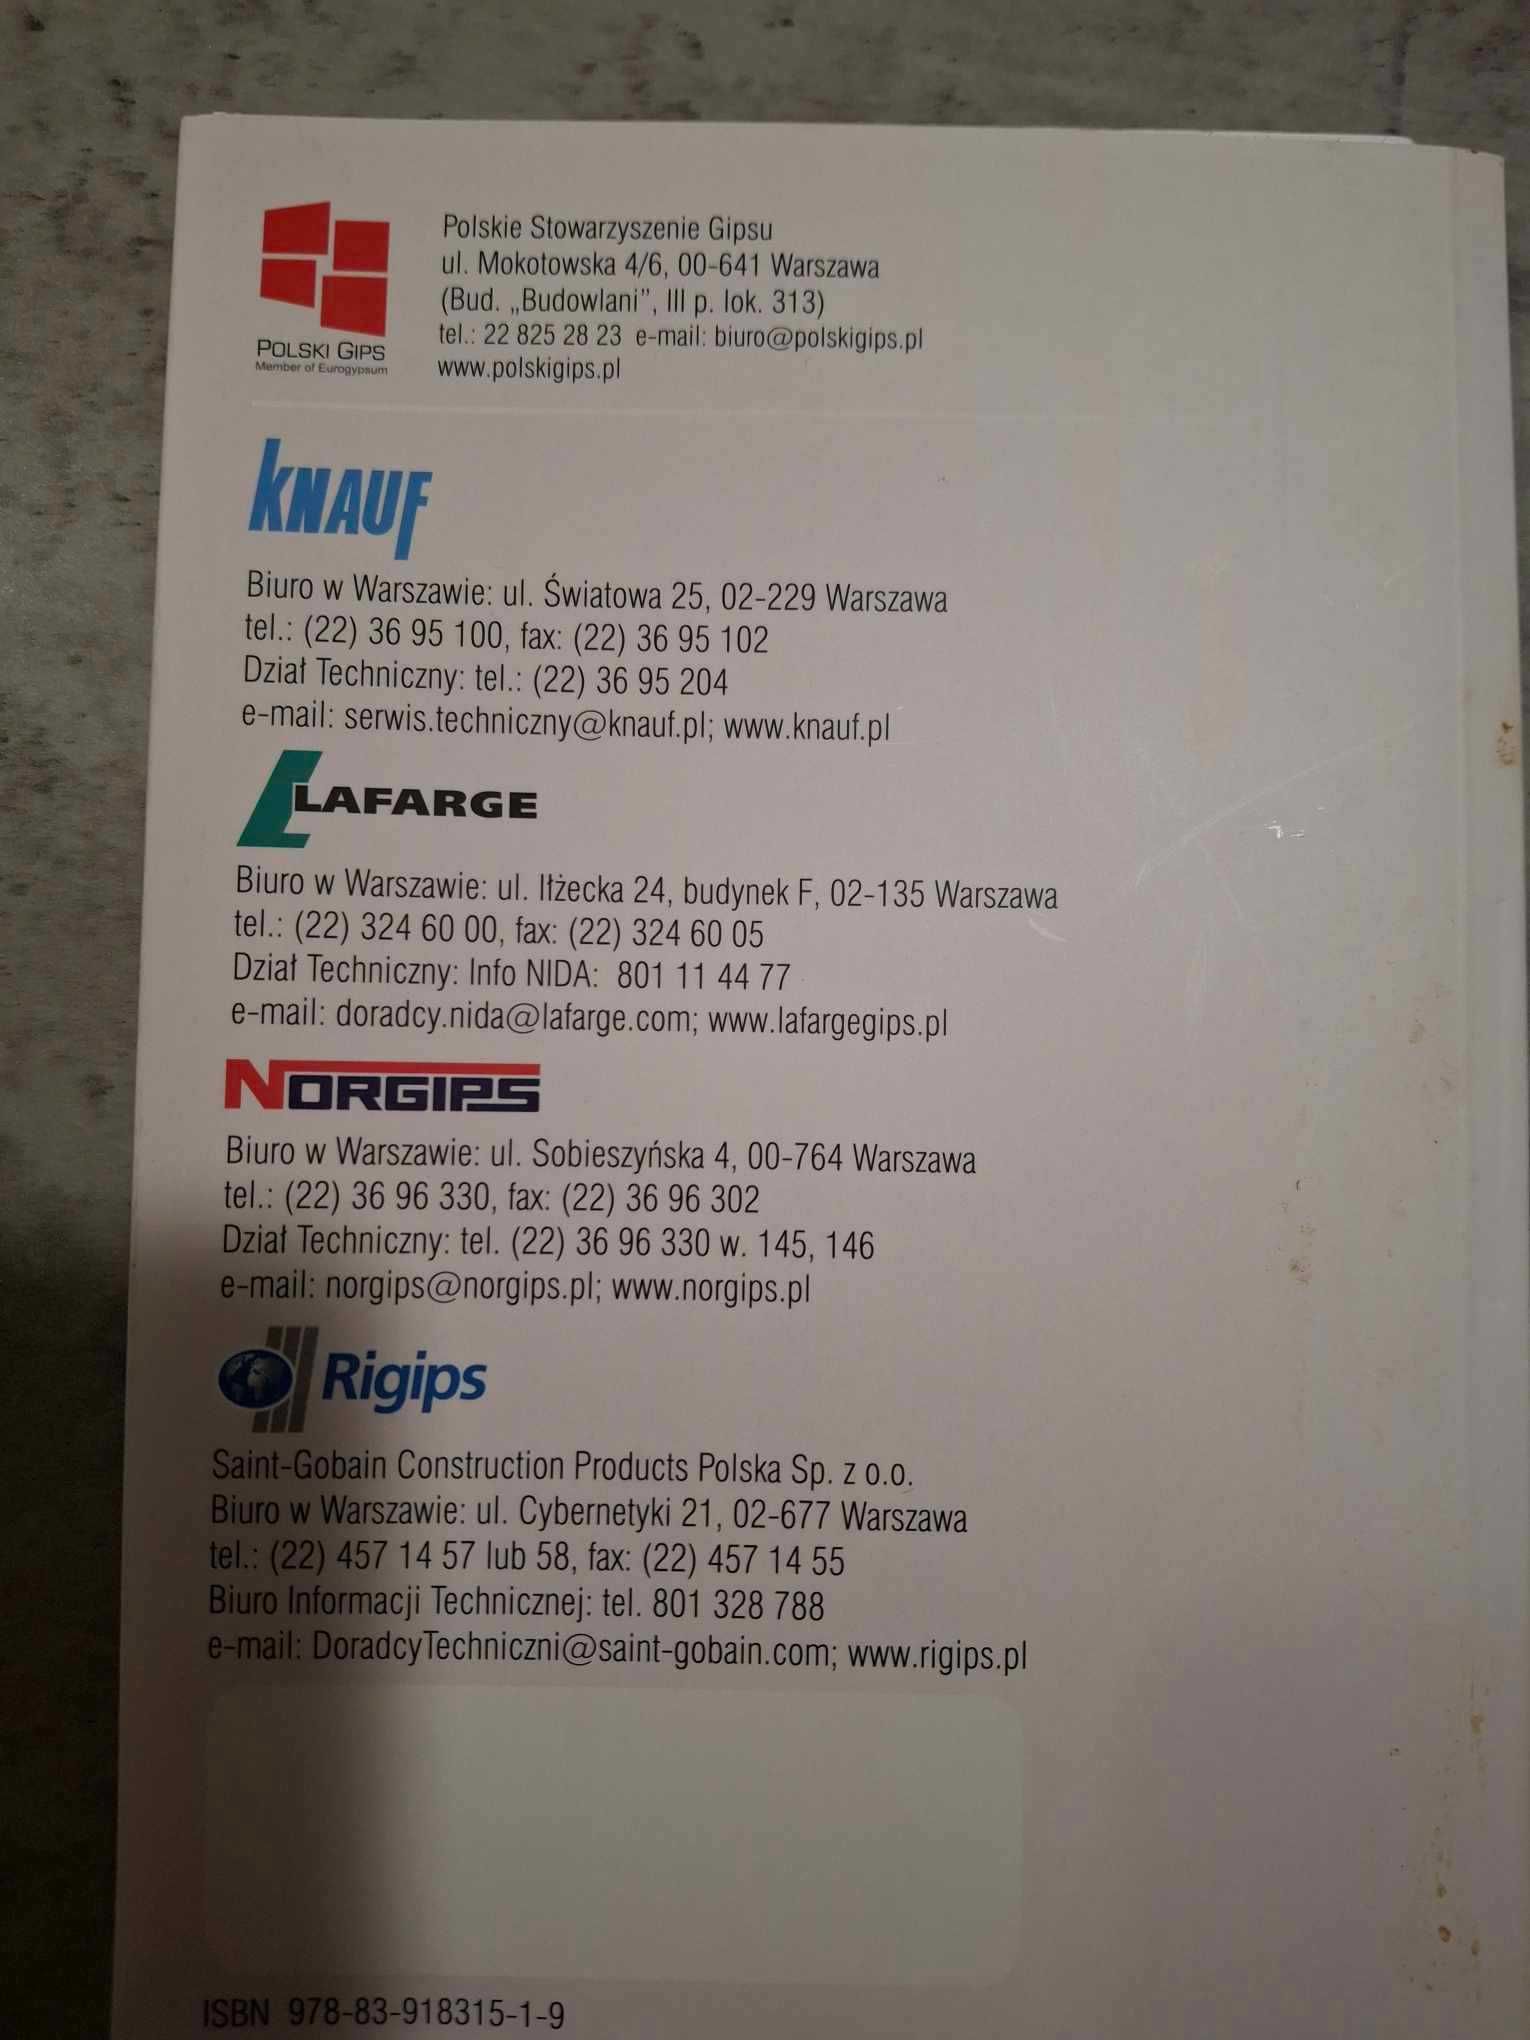 POLSKI GIPS
Member of Eurogypsum
Polskie Stowarzyszenie Gipsu
ul. Mokotowska 4/6, 00-641 Warszawa
(Bud. „Budowlani”, III p. lok. 313)
tel.: 22 825 28 23 e-mail: biuro@polskigips.pl
www.polskigips.pl
KNAUF
Biuro w Warszawie: ul. Światowa 25, 02-229 Warszawa
tel.: (22) 36 95 100, fax: (22) 36 95 102
Dział Techniczny: tel.: (22) 36 95 204
e-mail: serwis.techniczny@knauf.pl; www.knauf.pl
LAFARGE
Biuro w Warszawie: ul. Iłżecka 24, budynek F, 02-135 Warszawa
tel.: (22) 324 60 00, fax: (22) 324 60 05
Dział Techniczny: Info NIDA: 801 11 44 77
e-mail: doradcy.nida@lafarge.com; www.lafargegips.pl
NORGIPS
Biuro w Warszawie: ul. Sobieszyńska 4, 00-764 Warszawa
tel.: (22) 36 96 330, fax: (22) 36 96 302
Dział Techniczny: tel. (22) 36 96 330 w. 145, 146
e-mail: norgips@norgips.pl; www.norgips.pl
Rigips
Saint-Gobain Construction Products Polska Sp. z o.o.
Biuro w Warszawie: ul. Cybernetyki 21, 02-677 Warszawa
tel.: (22) 457 14 57 lub 58, fax: (22) 457 14 55
Biuro Informacji Technicznej: tel. 801 328 788
e-mail: DoradcyTechniczni@saint-gobain.com; www.rigips.pl
ISBN 978-83-918315-1-9